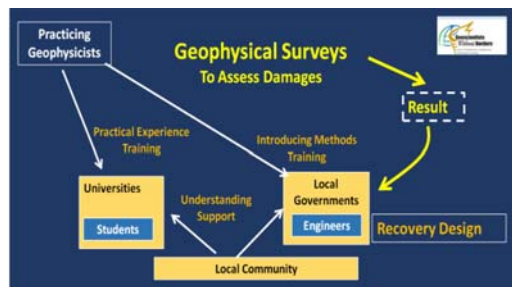 Practicing
Geophysicists
Geophysical Surveys
To Assess Damages
Result
Practical Experience
Training
Introducing Methods
Training
Universities
Students
Understanding
Support
Local
Governments
Engineers
Recovery Design
Local Community